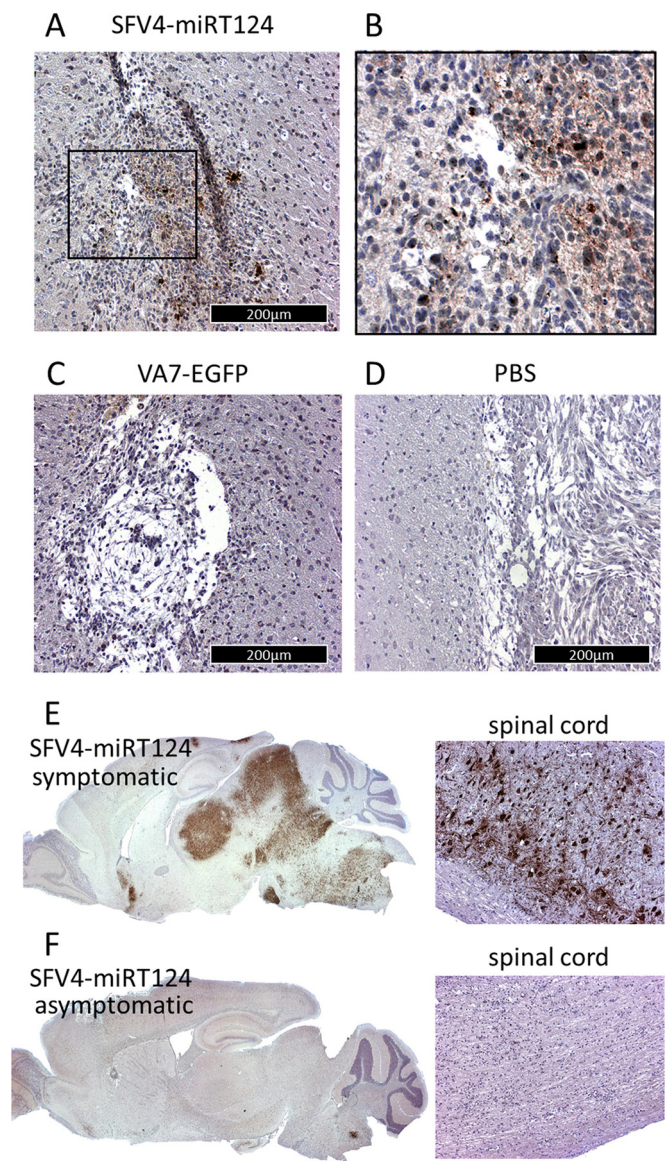 A SFV4-miRT124
B
200µm
C VA7-EGFP
D PBS
200µm
200µm
E
SFV4-miRT124
symptomatic
spinal cord
F
SFV4-miRT124
asymptomatic
spinal cord